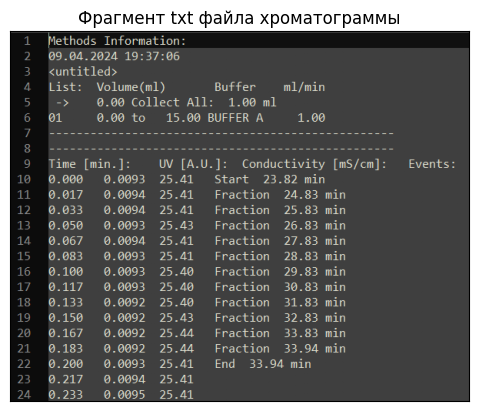 Фрагмент txt файла хроматограммы
1 Methods Information:
2 09.04.2024 19:37:06
3 <untitled>
4 List:  Volume(ml)       Buffer    ml/min
5  ->    0.00 Collect All:  1.00 ml
6 01     0.00 to   15.00 BUFFER A     1.00
7 --------------------------------------------------
8 --------------------------------------------------
9 Time [min.]:    UV [A.U.]:  Conductivity [mS/cm]:   Events:
10 0.000   0.0093  25.41   Start  23.82 min
11 0.017   0.0094  25.41   Fraction  24.83 min
12 0.033   0.0094  25.41   Fraction  25.83 min
13 0.050   0.0093  25.43   Fraction  26.83 min
14 0.067   0.0094  25.41   Fraction  27.83 min
15 0.083   0.0093  25.41   Fraction  28.83 min
16 0.100   0.0093  25.40   Fraction  29.83 min
17 0.117   0.0093  25.40   Fraction  30.83 min
18 0.133   0.0092  25.40   Fraction  31.83 min
19 0.150   0.0092  25.43   Fraction  32.83 min
20 0.167   0.0092  25.44   Fraction  33.83 min
21 0.183   0.0092  25.44   Fraction  33.94 min
22 0.200   0.0093  25.41   End  33.94 min
23 0.217   0.0094  25.41
24 0.233   0.0095  25.41